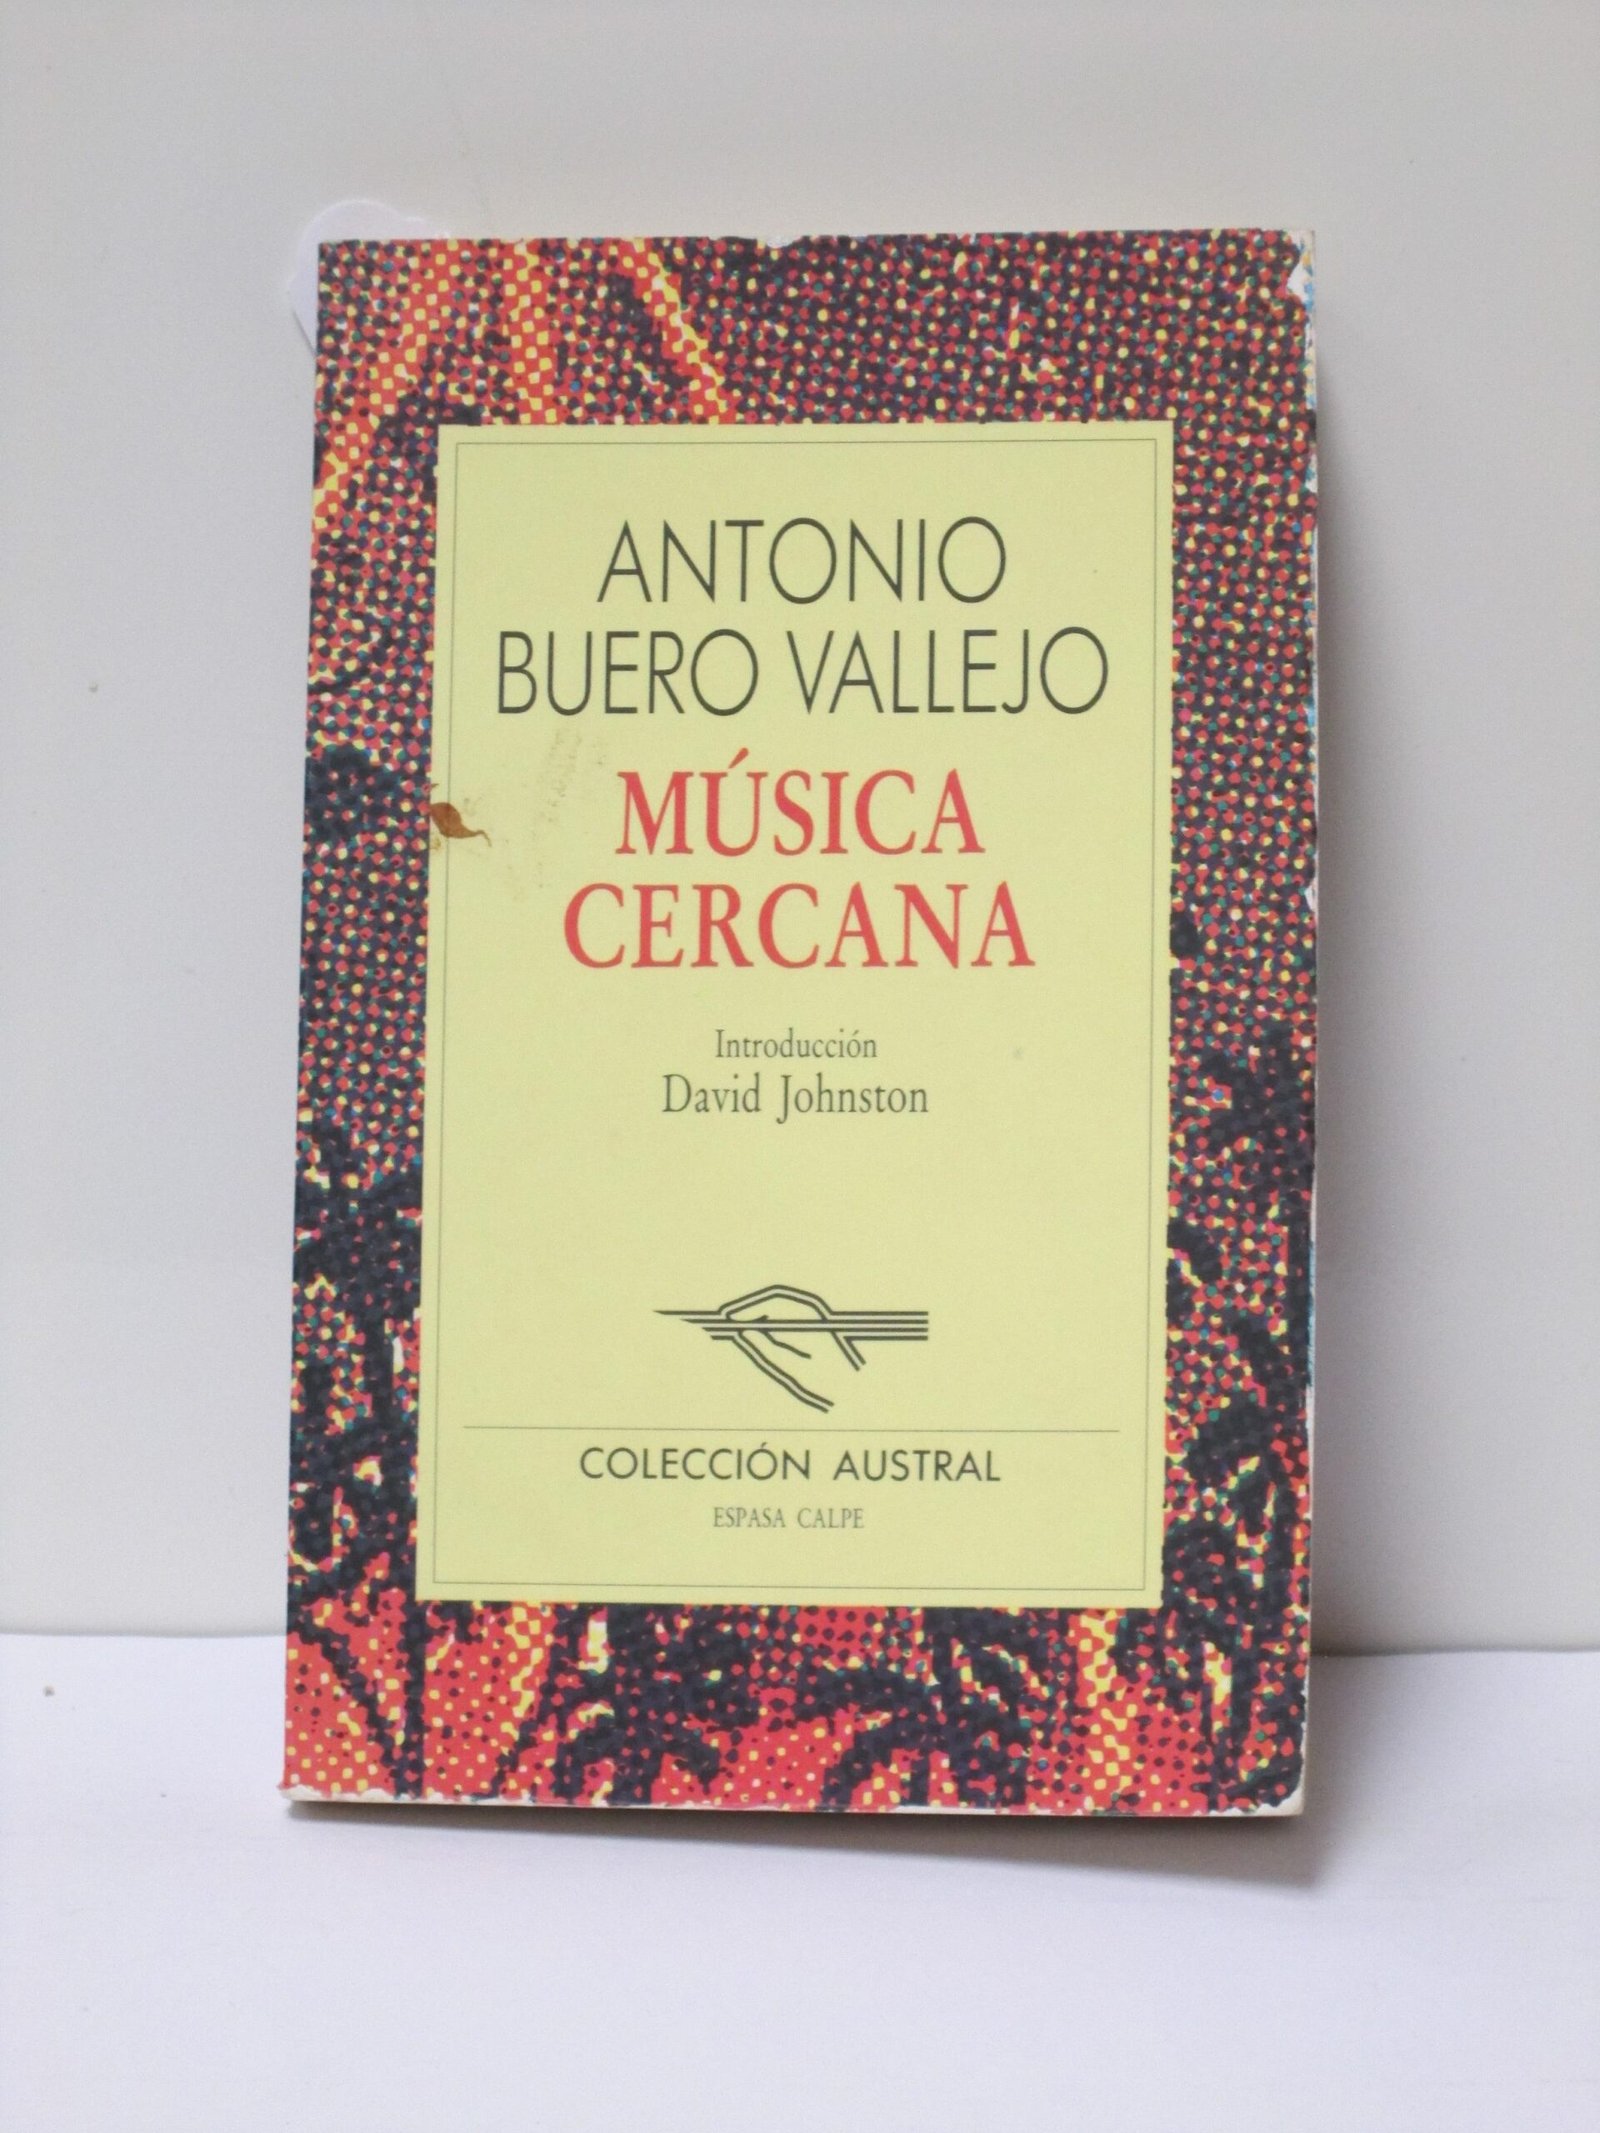 ANTONIO
BUERO VALLEJO
MÚSICA
CERCANA
Introducción
David Johnston
COLECCIÓN AUSTRAL
ESPASA CALPE